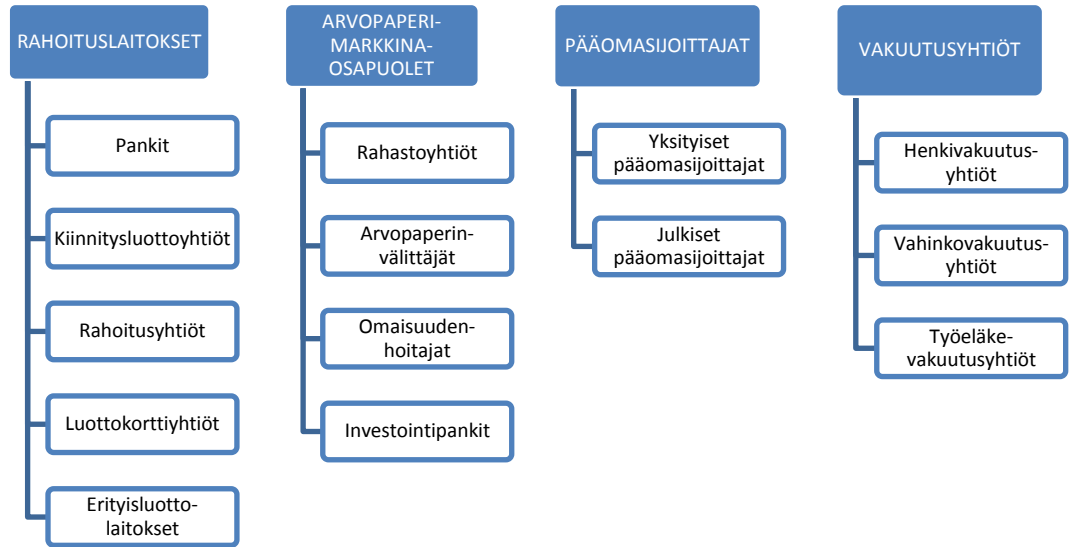 RAHOITUSLAITOKSET
Pankit
Kiinnitysluottoyhtiöt
Rahoitusyhtiöt
Luottokorttiyhtiöt
Erityisluotto-
laitokset
ARVOPAPERI-
MARKKINA-
OSAPUOLET
Rahastoyhtiöt
Arvopaperin-
välittäjät
Omaisuuden-
hoitajat
Investointipankit
PÄÄOMASIJOITTAJAT
Yksityiset
pääomasijoittajat
Julkiset
pääomasijoittajat
VAKUUTUSYHTIÖT
Henkivakuutus-
yhtiöt
Vahinkovakuutus-
yhtiöt
Työeläke-
vakuutusyhtiöt